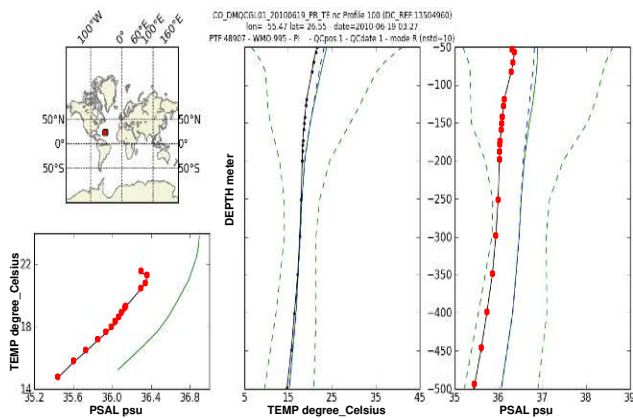 CO_DMQCGL01_20100619_PR_TE.nc Profile 100 (DC_REF:13504960)
lon= -55.47 lat= 26.55 - date=2010-06-19 03:27
PTF 48907 - WMO 995 - PI - QCpos 1 - QCdate 1 - mode R (nstd=10)
100°W 0° 60°E 160°E
50°N 50°N
0° 0°
50°S 50°S
DEPTH meter
-50
-100
-150
-200
-250
-300
-350
-400
-450
-500
TEMP degree_Celsius
22
18
14
35.2 35.6 36.0 36.4 36.8
PSAL psu
5 15 25 35 45
TEMP degree_Celsius
35 36 37 38 39
PSAL psu